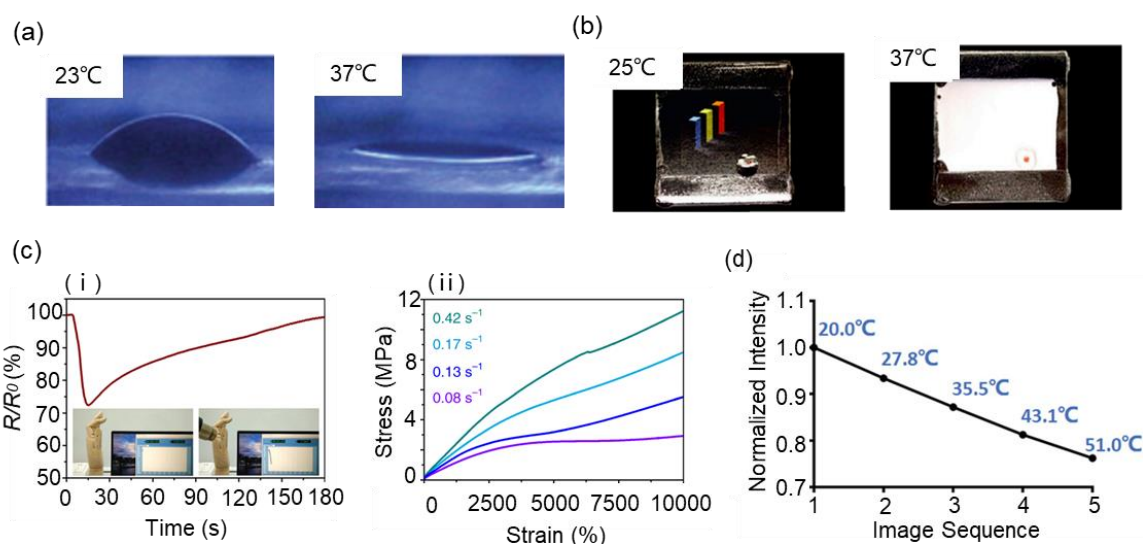 (a)
23℃
37℃
(b)
25℃
37℃
(c)
(ⅰ)
R/R0 (%)
100
90
80
70
60
50
0 30 60 90 120 150 180
Time (s)
(ⅱ)
Stress (MPa)
12
8
4
0
0.42 s⁻¹
0.17 s⁻¹
0.13 s⁻¹
0.08 s⁻¹
0 2500 5000 7500 10000
Strain (%)
(d)
Normalized Intensity
1.1
1.0
0.9
0.8
0.7
20.0℃
27.8℃
35.5℃
43.1℃
51.0℃
1 2 3 4 5
Image Sequence